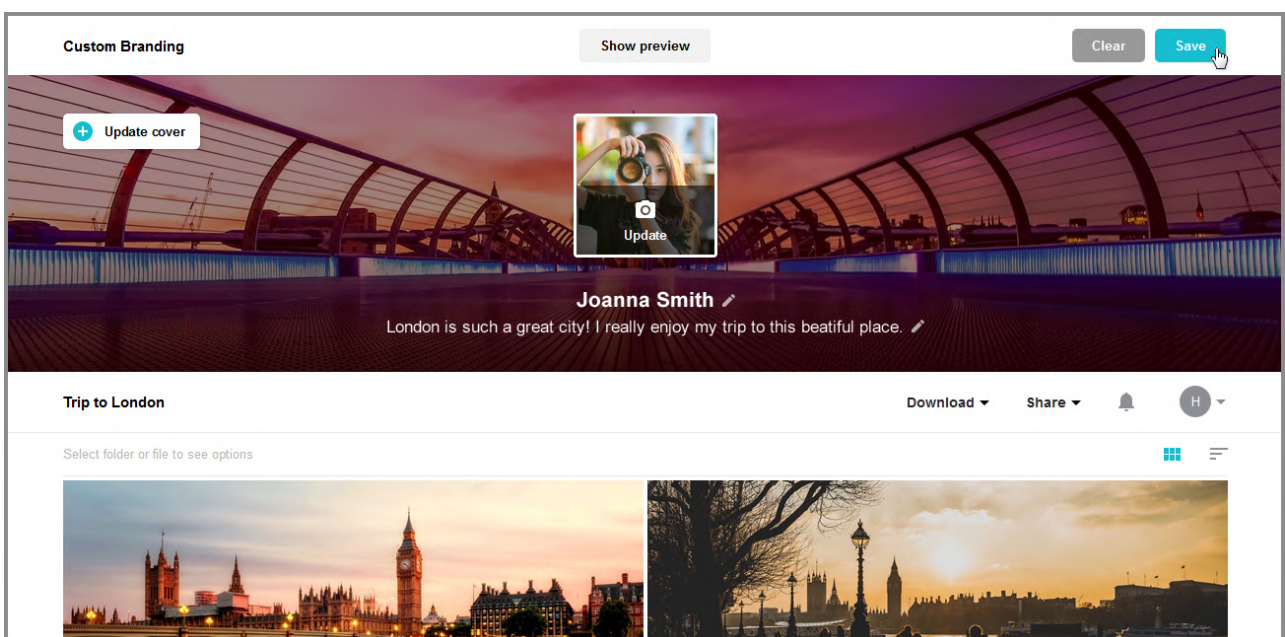 Custom Branding
Show preview
Clear
Save
Update cover
Update
Joanna Smith
London is such a great city! I really enjoy my trip to this beatiful place.
Trip to London
Download
Share
H
Select folder or file to see options